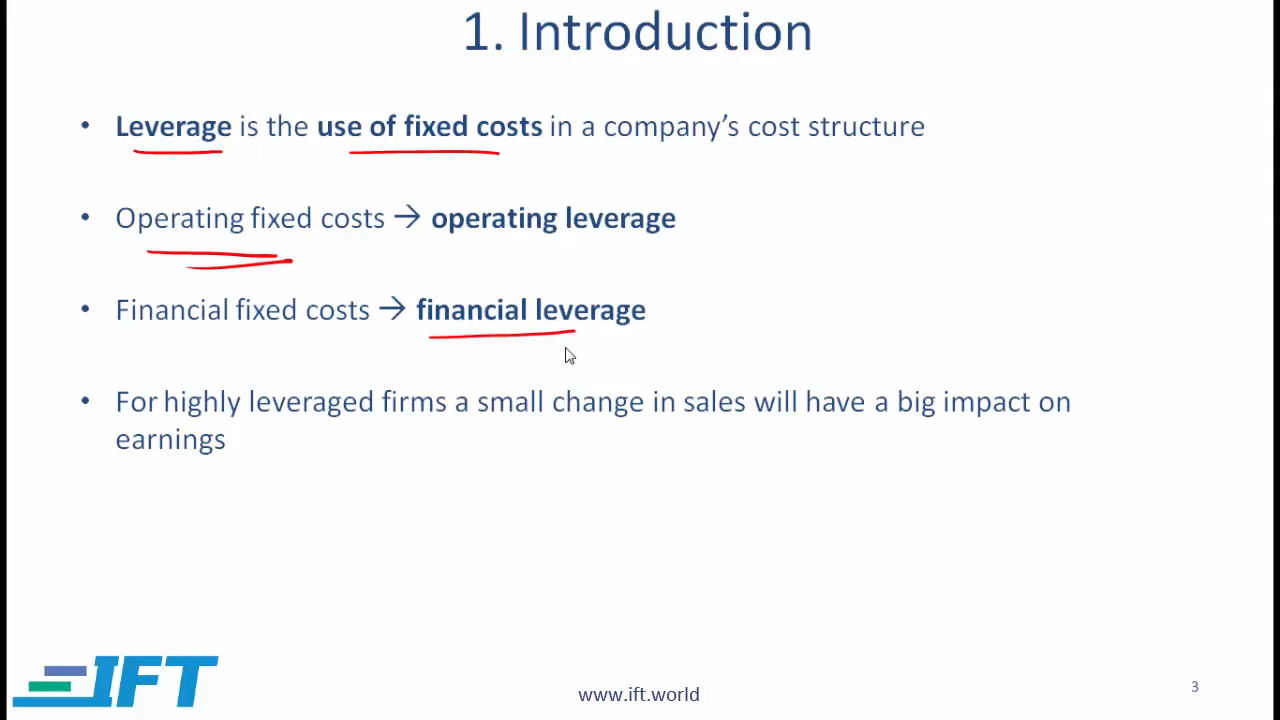 1. Introduction
• Leverage is the use of fixed costs in a company's cost structure
• Operating fixed costs → operating leverage
• Financial fixed costs → financial leverage
• For highly leveraged firms a small change in sales will have a big impact on
earnings
IFT
www.ift.world
3